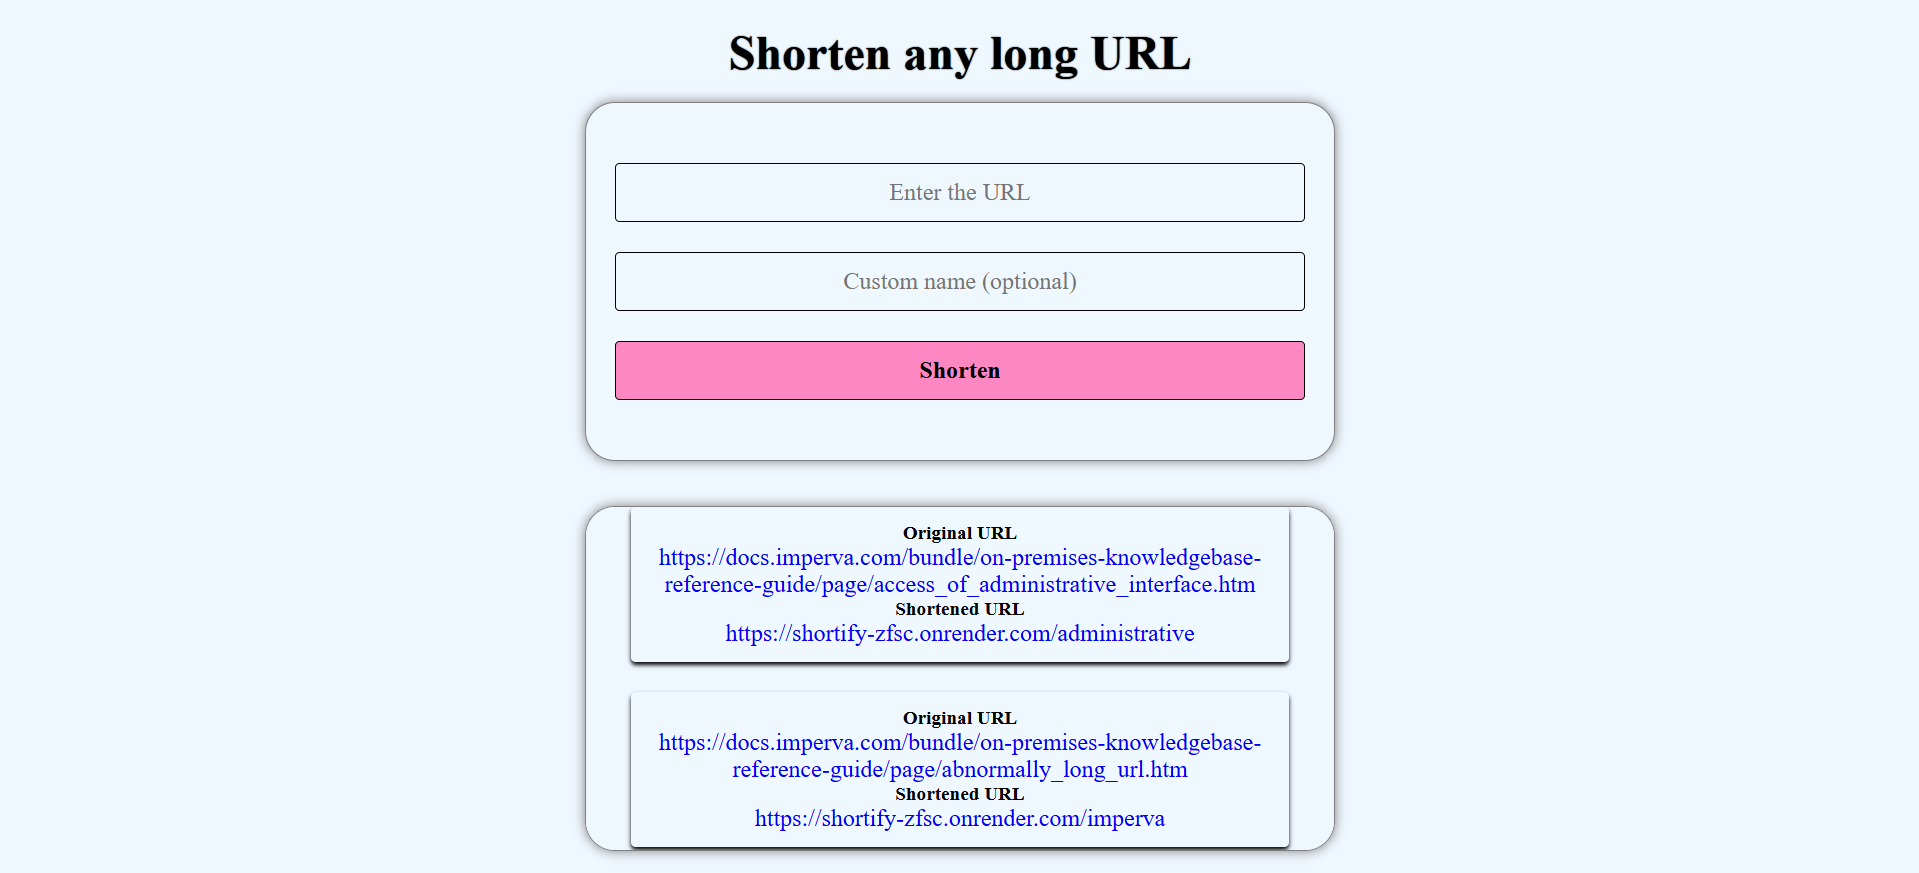 Shorten any long URL
Enter the URL
Custom name (optional)
Shorten
Original URL
https://docs.imperva.com/bundle/on-premises-knowledgebase-
reference-guide/page/access_of_administrative_interface.htm
Shortened URL
https://shortify-zfsc.onrender.com/administrative
Original URL
https://docs.imperva.com/bundle/on-premises-knowledgebase-
reference-guide/page/abnormally_long_url.htm
Shortened URL
https://shortify-zfsc.onrender.com/imperva